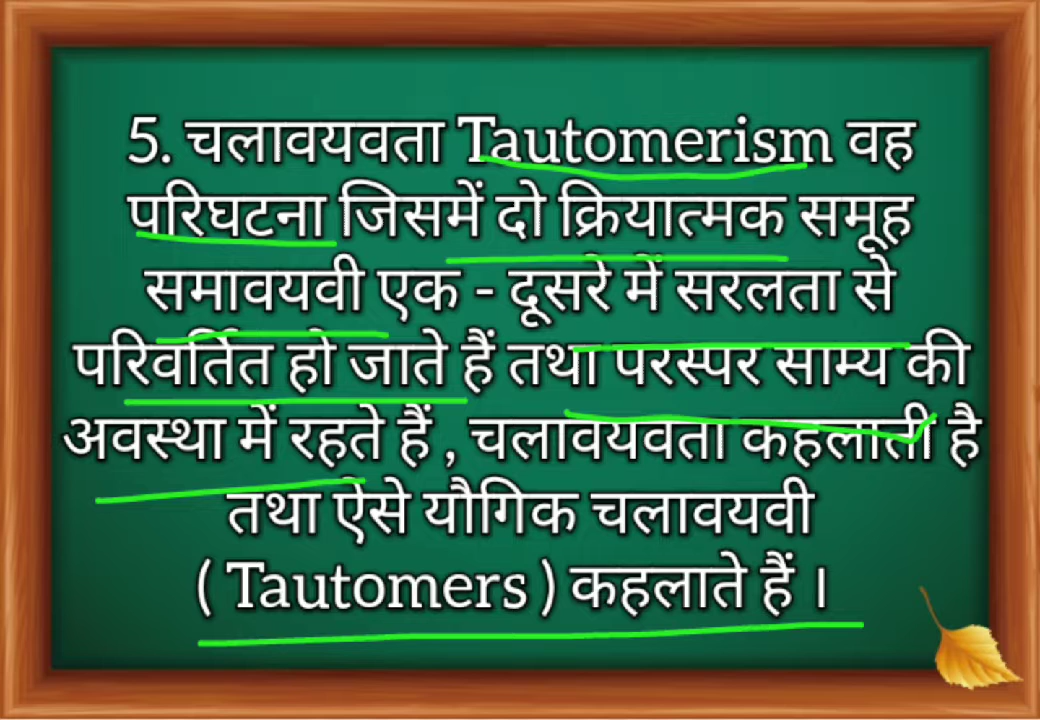 5. चलावयवता Tautomerism वह
परिघटना जिसमें दो क्रियात्मक समूह
समावयवी एक - दूसरे में सरलता से
परिवर्तित हो जाते हैं तथा परस्पर साम्य की
अवस्था में रहते हैं , चलावयवता कहलाती है
तथा ऐसे यौगिक चलावयवी
( Tautomers ) कहलाते हैं ।